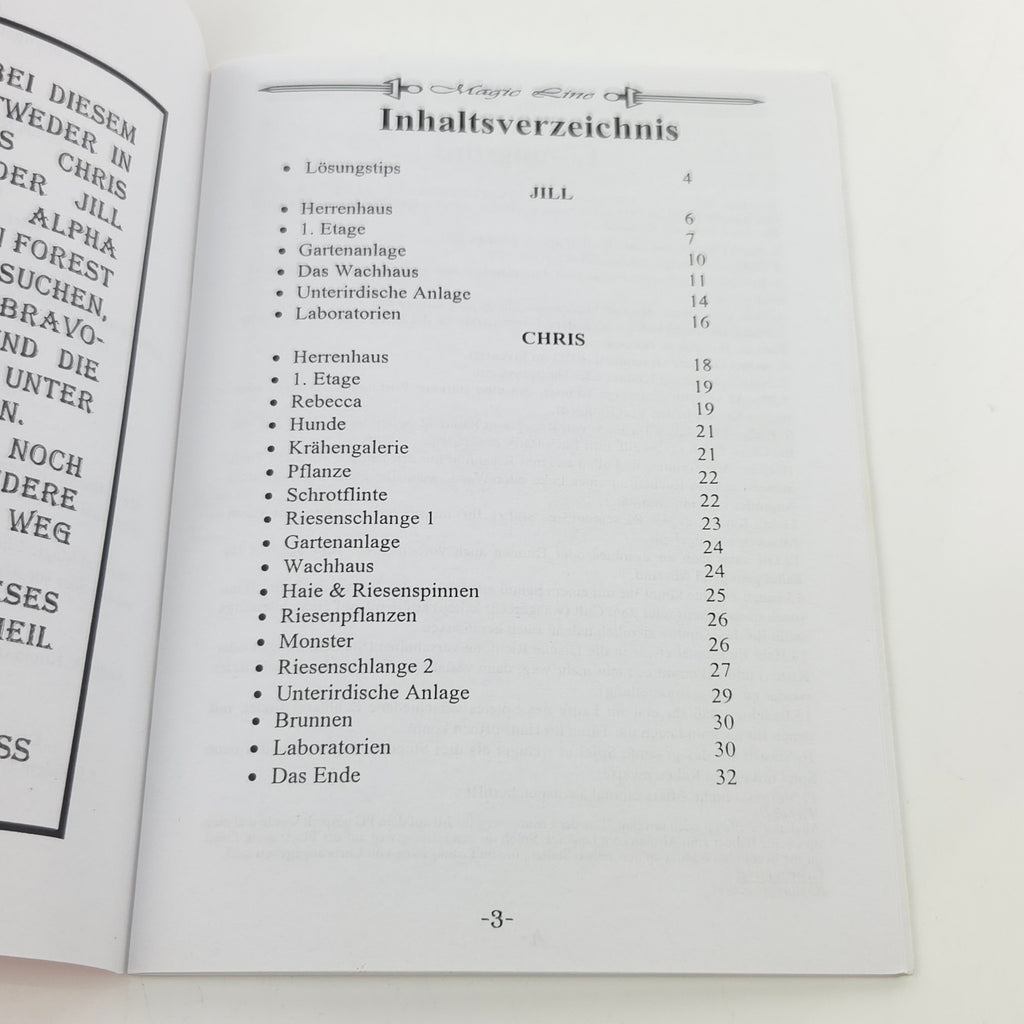 BEI DIESEM
TWEDER IN
S CHRIS
DER JILL
ALPHA
N FOREST
SUCHEN,
BRAVO-
ND DIE
UNTER
N.
NOCH
DERE
WEG
ESES
HEIL
SS
Magic Line
Inhaltsverzeichnis
• Lösungstips 4
JILL
• Herrenhaus 6
• 1. Etage 7
• Gartenanlage 10
• Das Wachhaus 11
• Unterirdische Anlage 14
• Laboratorien 16
CHRIS
• Herrenhaus 18
• 1. Etage 19
• Rebecca 19
• Hunde 21
• Krähengalerie 21
• Pflanze 22
• Schrotflinte 22
• Riesenschlange 1 23
• Gartenanlage 24
• Wachhaus 24
• Haie & Riesenspinnen 25
• Riesenpflanzen 26
• Monster 26
• Riesenschlange 2 27
• Unterirdische Anlage 29
• Brunnen 30
• Laboratorien 30
• Das Ende 32
-3-